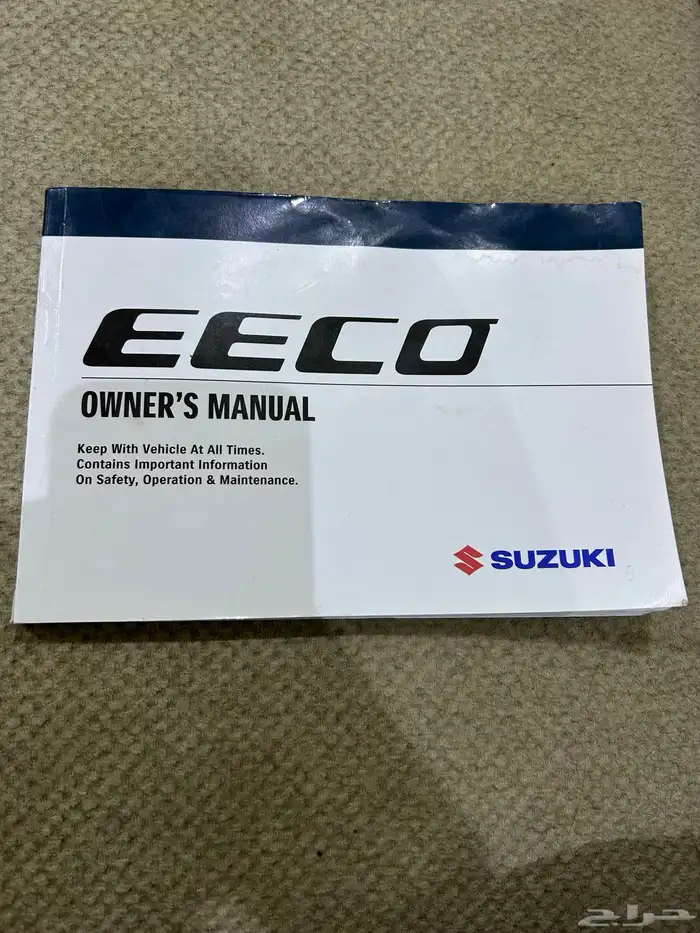 EECO
OWNER'S MANUAL
Keep With Vehicle At All Times.
Contains Important Information
On Safety, Operation & Maintenance.
SUZUKI
حراج